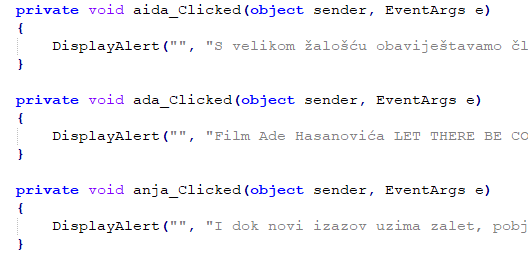 private void aida_Clicked(object sender, EventArgs e)
{
DisplayAlert("", "S velikom žalošću obaviještavamo čl
}
private void ada_Clicked(object sender, EventArgs e)
{
DisplayAlert("", "Film Ade Hasanovića LET THERE BE CO
}
private void anja_Clicked(object sender, EventArgs e)
{
DisplayAlert("", "I dok novi izazov uzima zalet, pobj
}